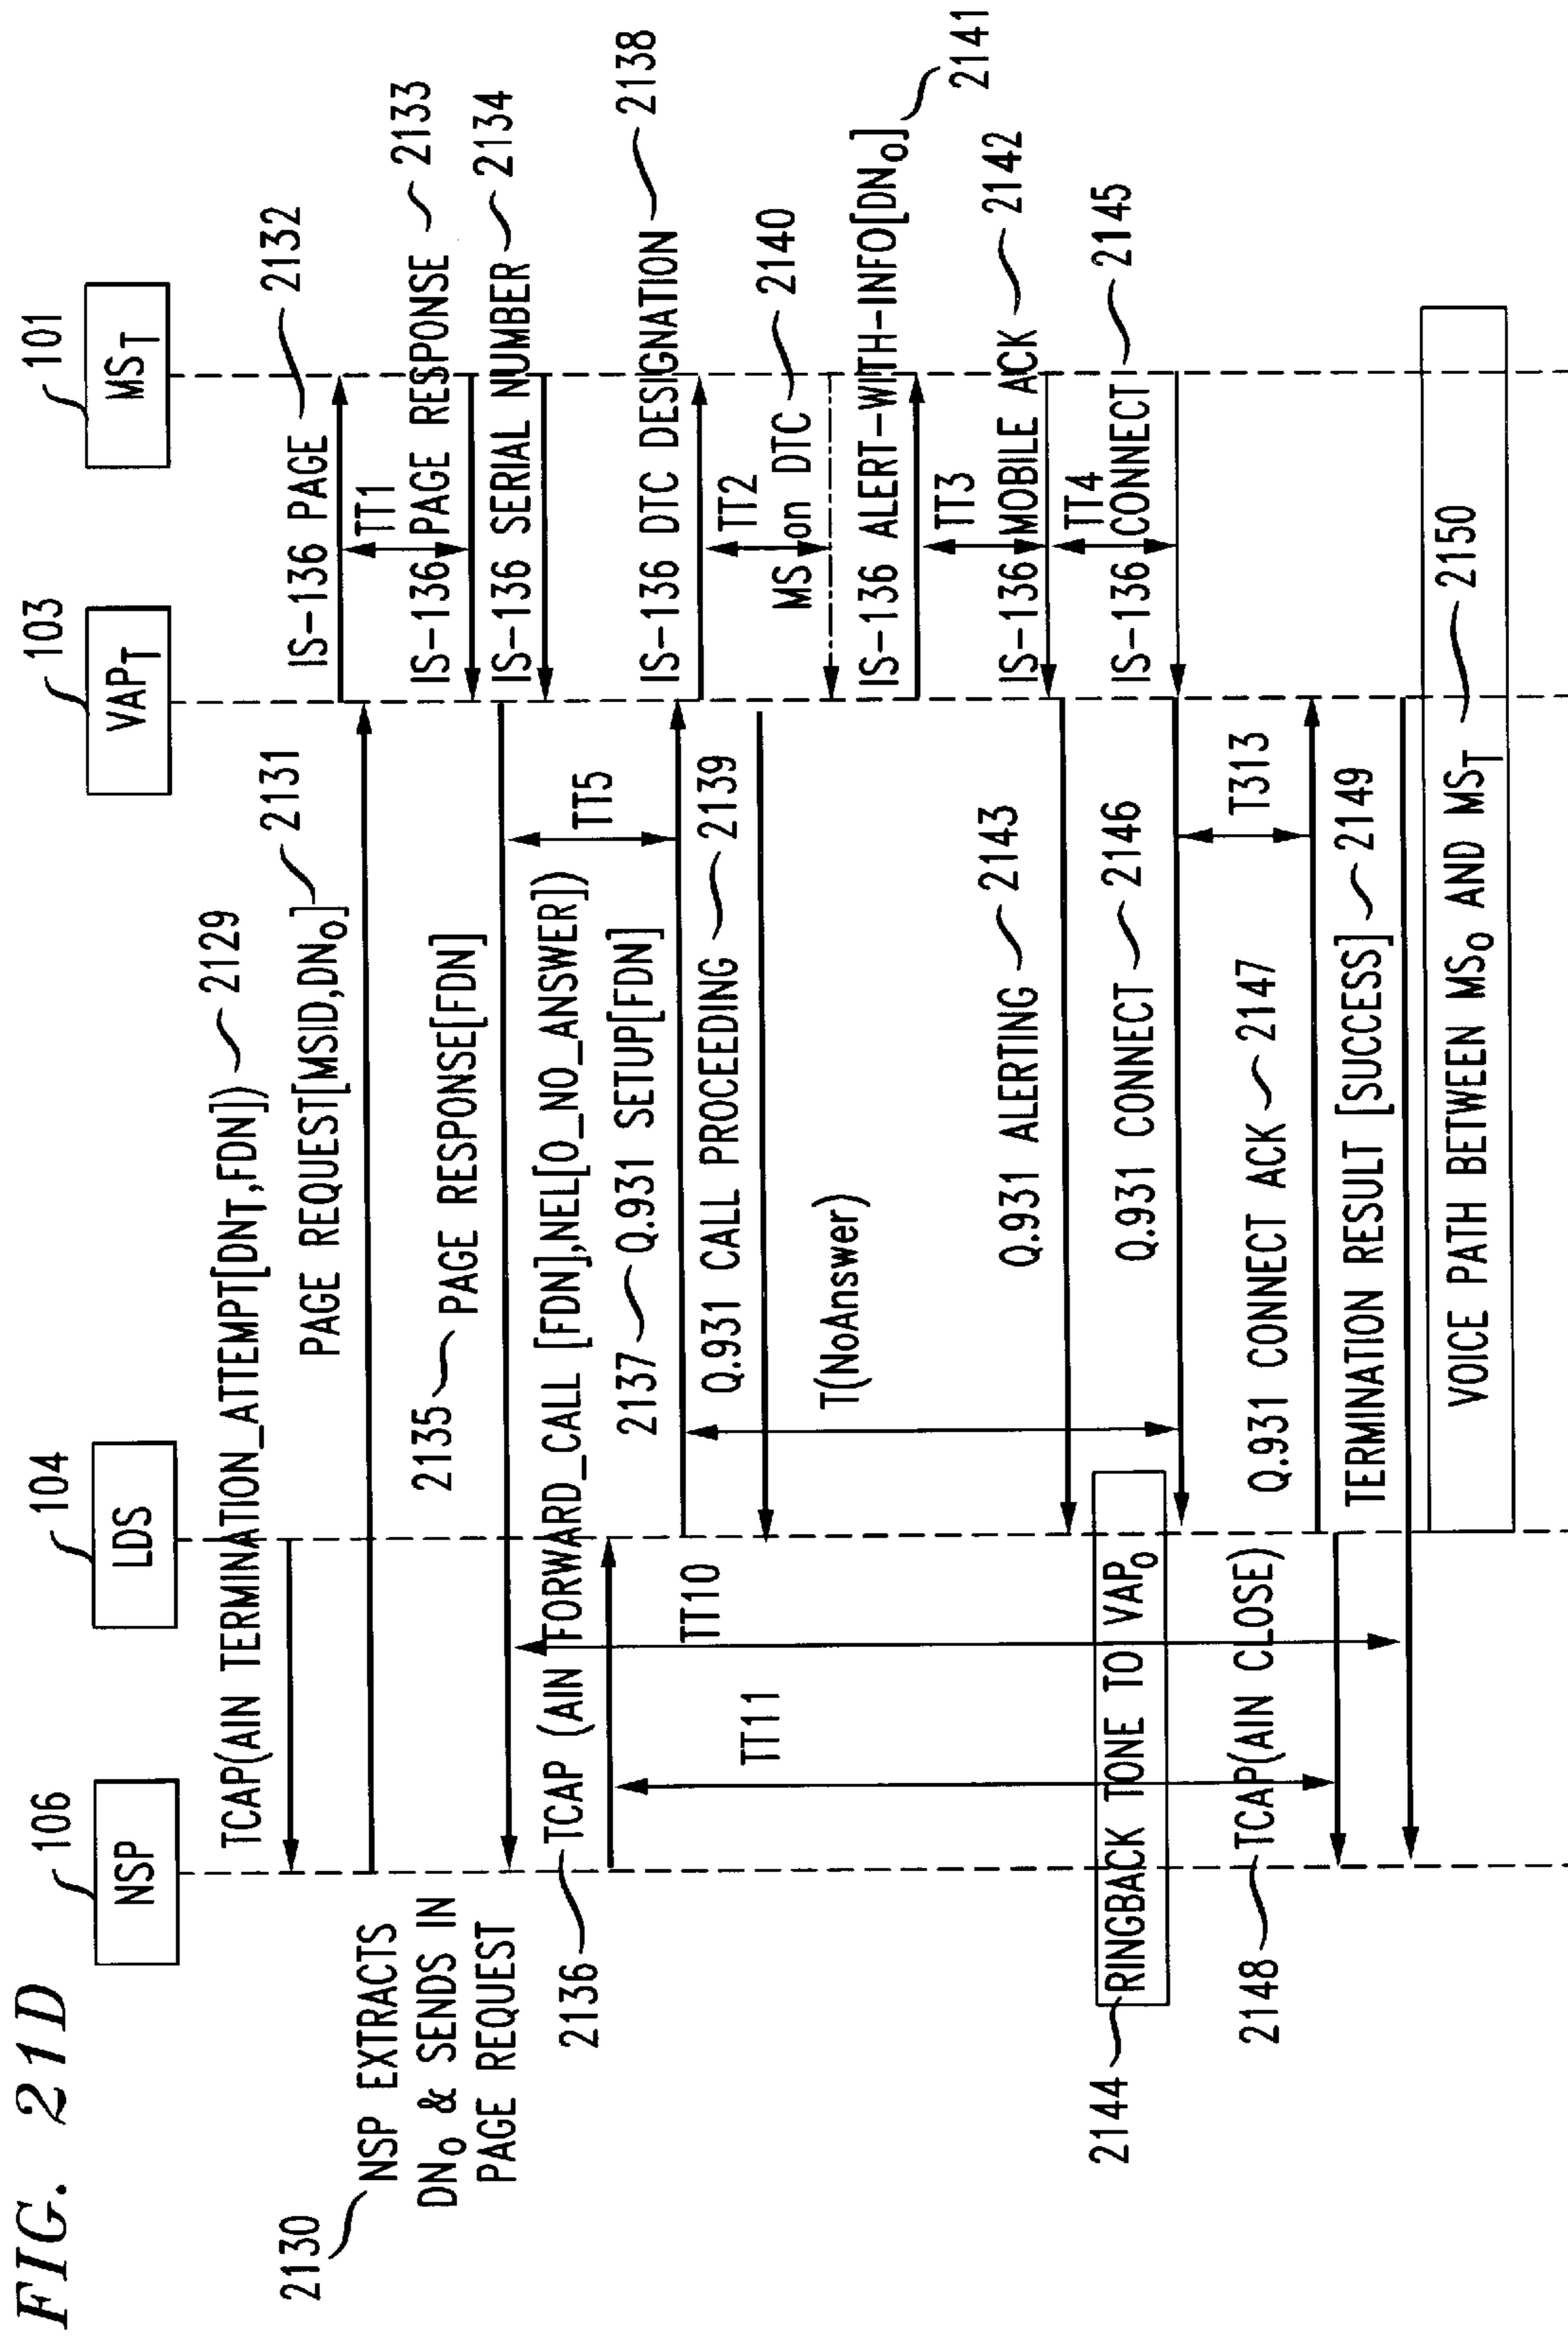 FIG. 21D
106
NSP
104
LDS
103
VAPT
101
MST
TCAP(AIN TERMINATION_ATTEMPT[DNT,FDN]) 2129
2130
NSP EXTRACTS
DNO & SENDS IN
PAGE REQUEST
PAGE REQUEST[MSID,DNO] 2131
IS-136 PAGE 2132
TT1
IS-136 PAGE RESPONSE 2133
IS-136 SERIAL NUMBER 2134
2135 PAGE RESPONSE[FDN]
2136 TCAP (AIN FORWARD_CALL [FDN],NEL[O_NO_ANSWER])
TT5
2137 Q.931 SETUP[FDN]
IS-136 DTC DESIGNATION 2138
Q.931 CALL PROCEEDING 2139
TT10
TT2
MS on DTC 2140
TT11
T(NoAnswer)
IS-136 ALERT-WITH-INFO[DNO] 2141
TT3
IS-136 MOBILE ACK 2142
Q.931 ALERTING 2143
TT4
2144 RINGBACK TONE TO VAPO
IS-136 CONNECT 2145
Q.931 CONNECT 2146
T313
Q.931 CONNECT ACK 2147
2148 TCAP(AIN CLOSE)
TERMINATION RESULT [SUCCESS] 2149
VOICE PATH BETWEEN MSO AND MST 2150